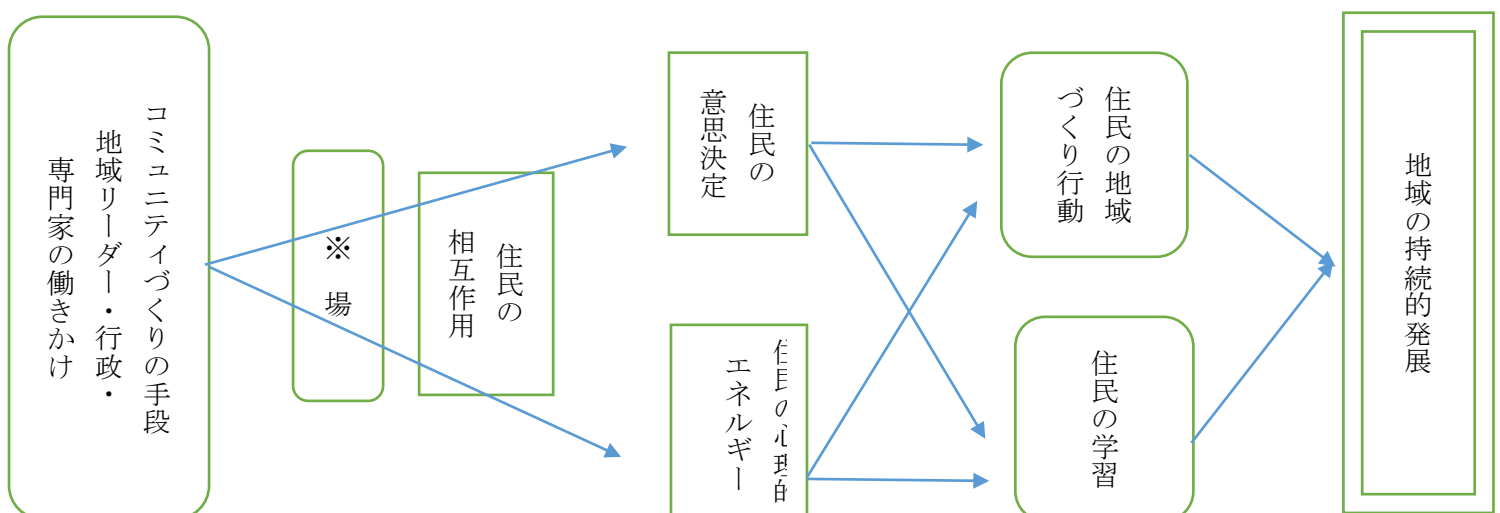 コミュニティづくりの手段
地域リーダー・行政・
専門家の働きかけ
※ 場
住民の
相互作用
住民の
意思決定
住民の心理的
エネルギー
住民の地域
づくり行動
住民の学習
地域の持続的発展